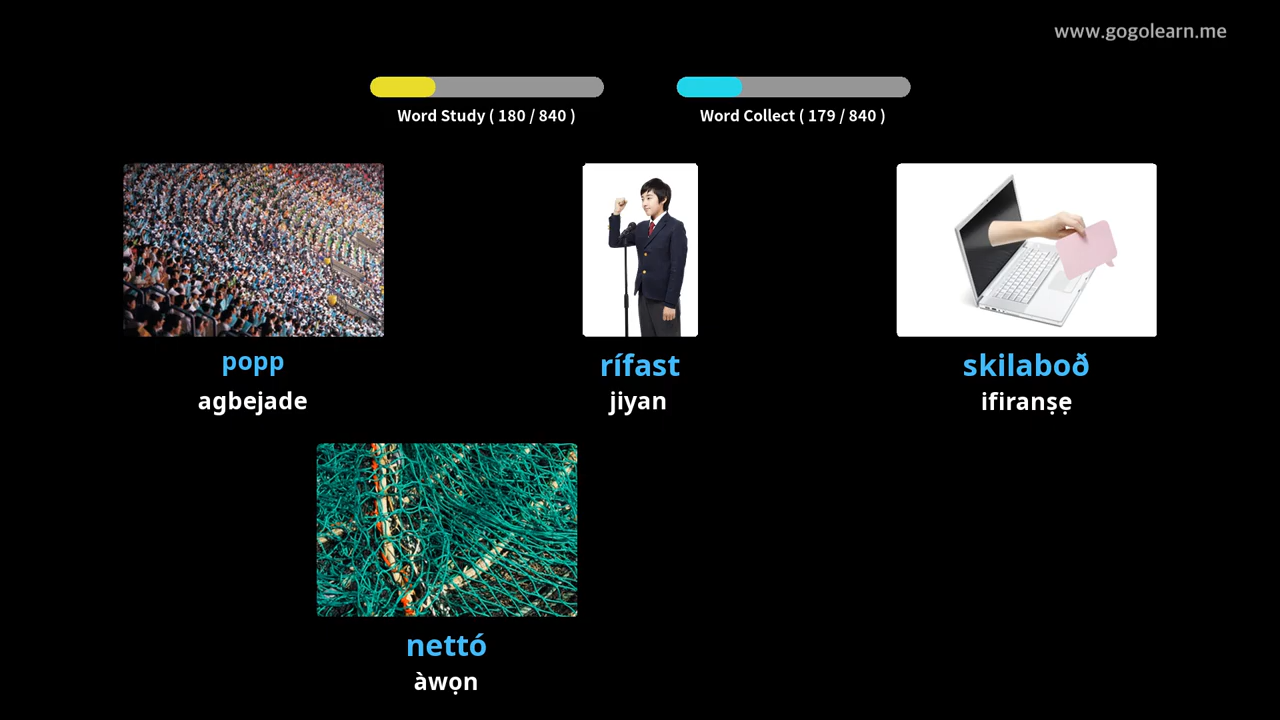 www.gogolearn.me
Word Study ( 180 / 840 )
Word Collect ( 179 / 840 )
popp
agbejade
rífast
jiyan
skilaboð
ifiranṣẹ
nettó
àwọn